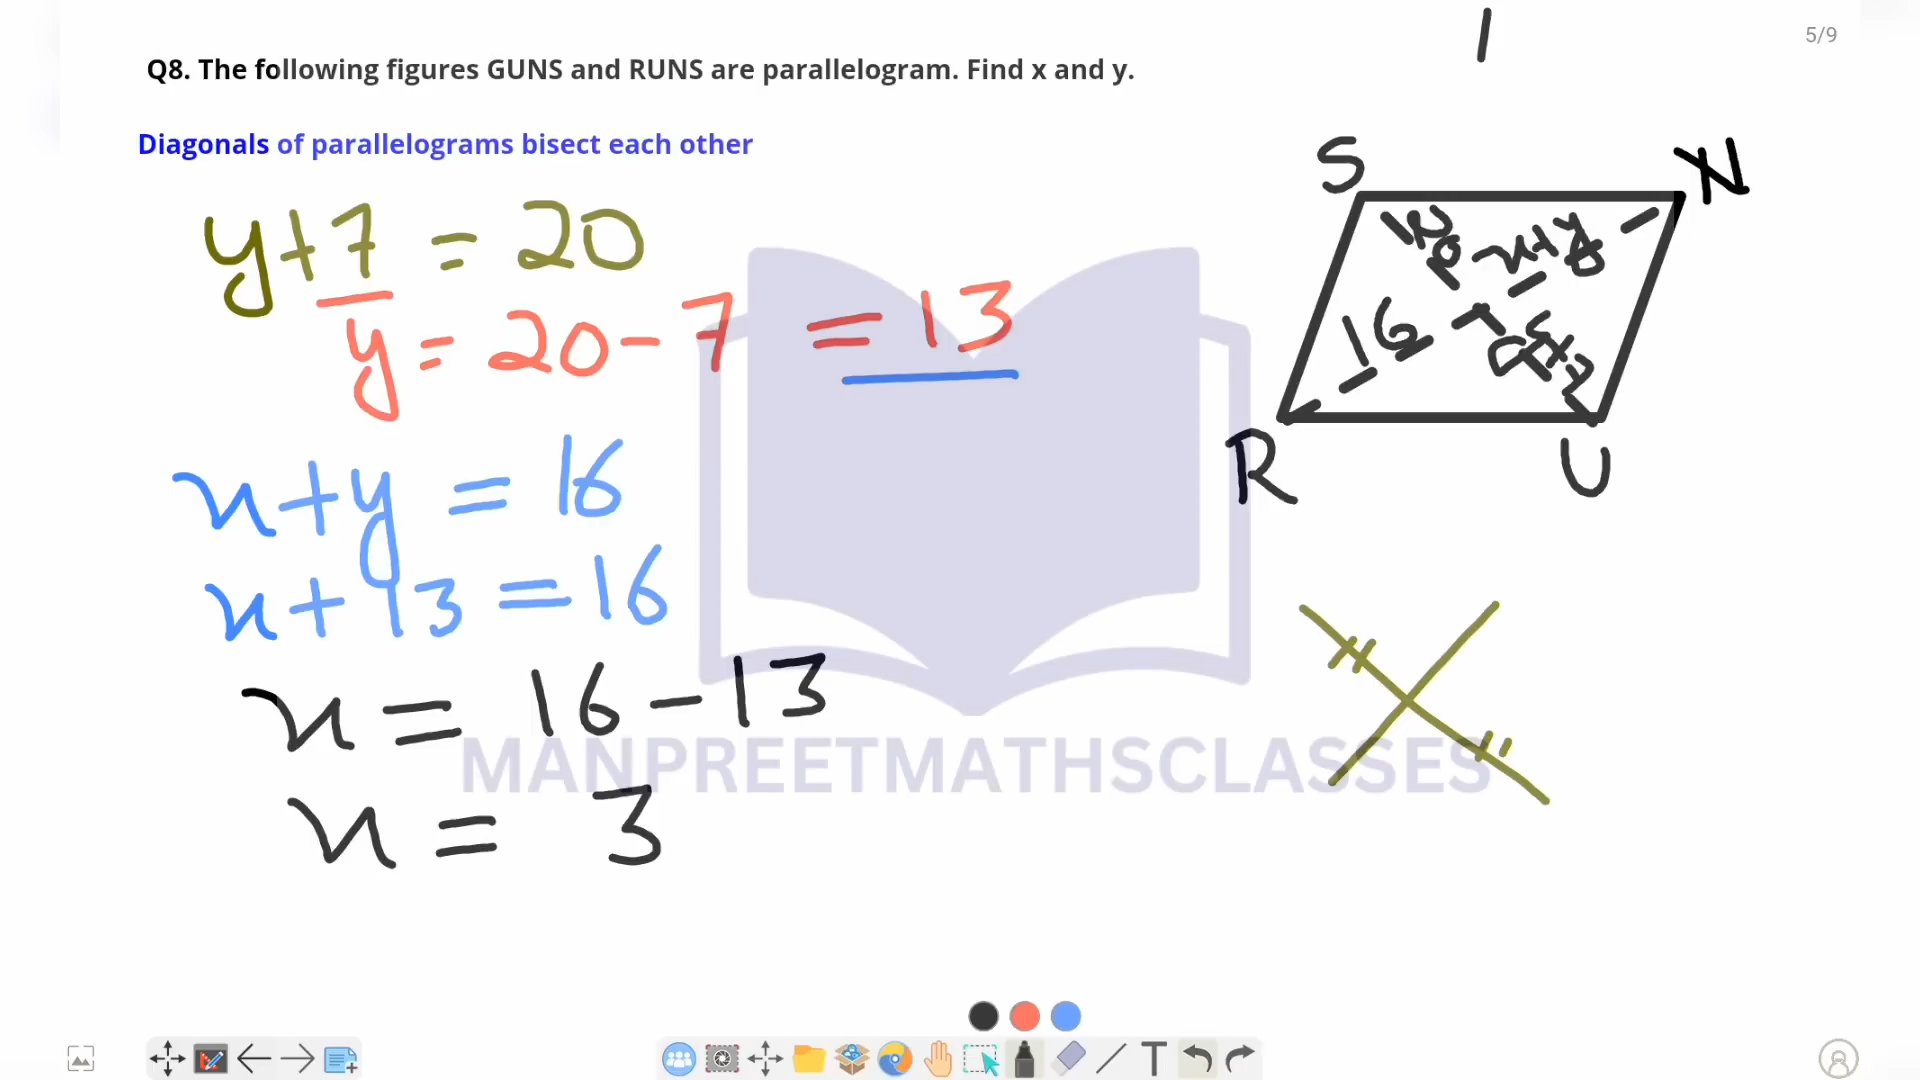 5/9
Q8. The following figures GUNS and RUNS are parallelogram. Find x and y.
Diagonals of parallelograms bisect each other
y+7 = 20
y = 20-7 = 13
x+y = 16
x+13 = 16
x = 16-13
x = 3
S
N
20
x+y
16
R
U
MANPREETMATHSCLASSES
T